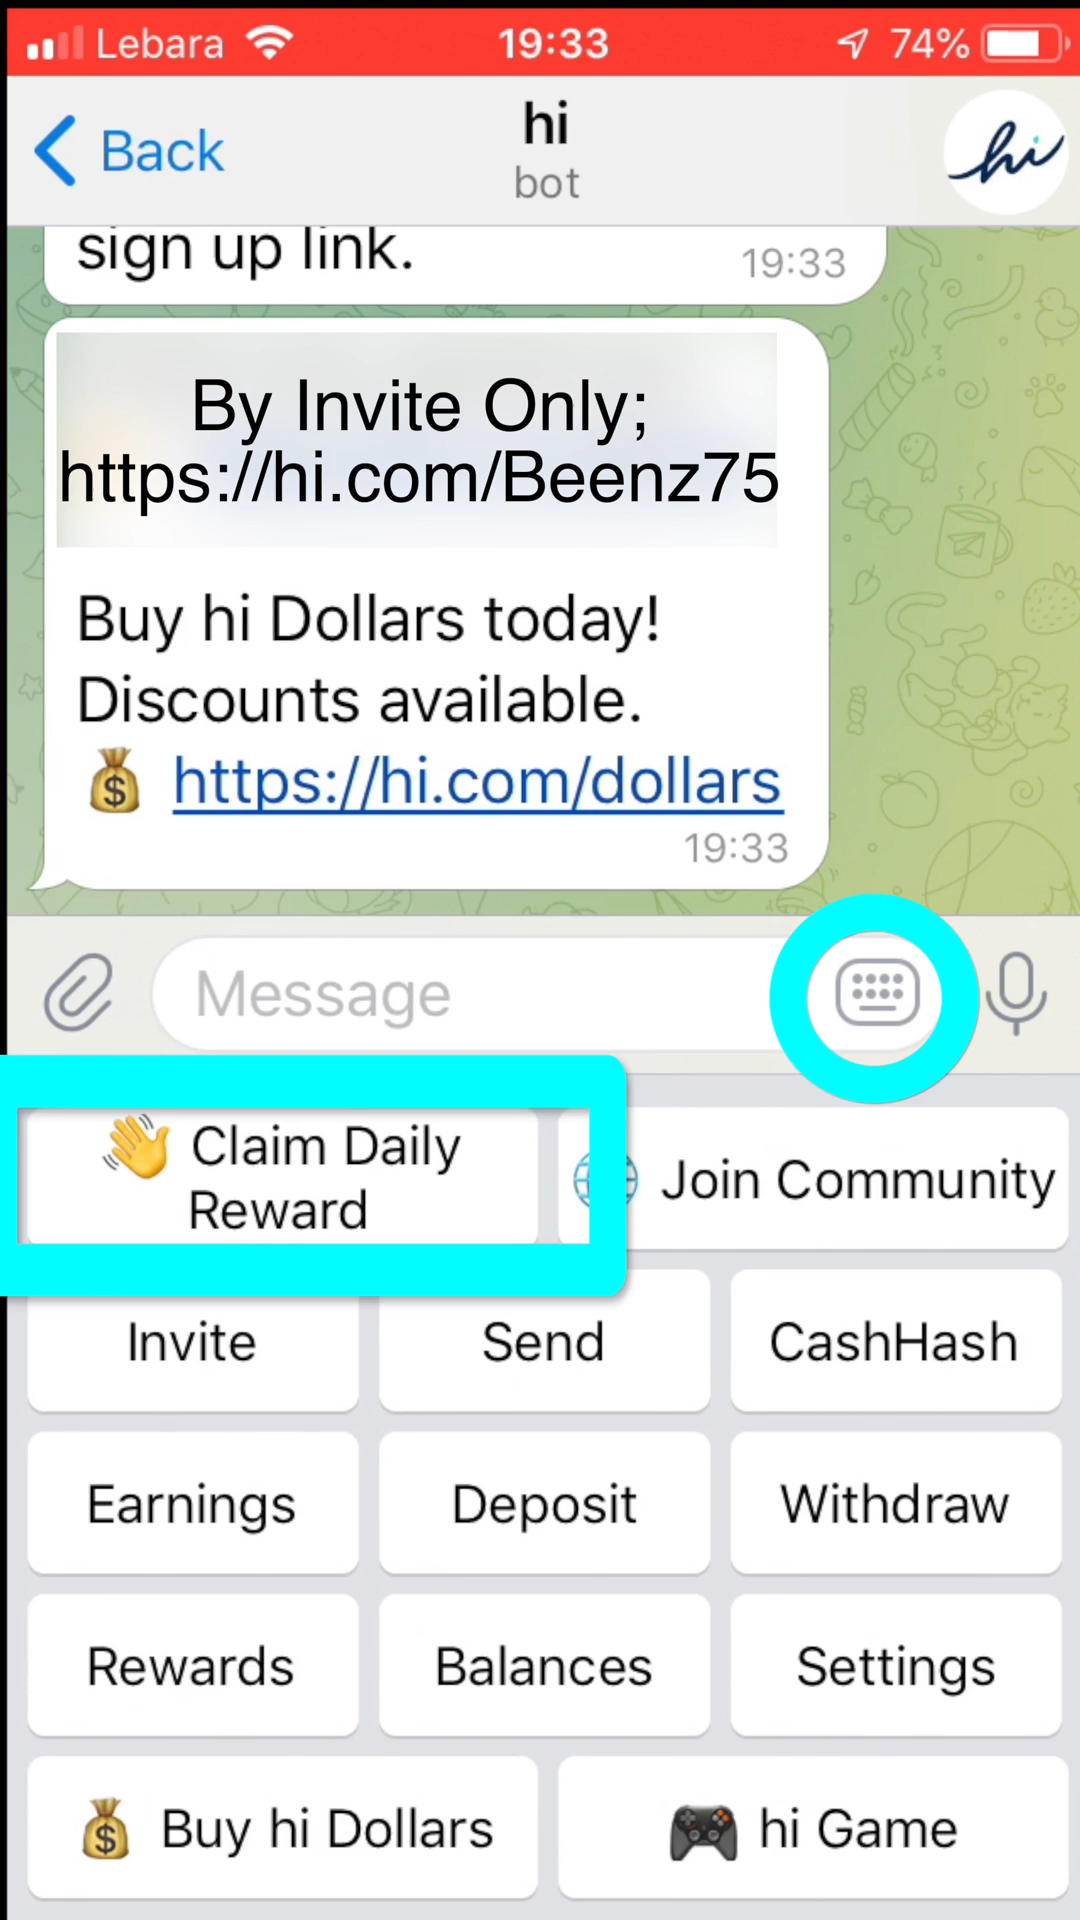 Lebara 19:33 74%
Back hi hi
bot
sign up link. 19:33
By Invite Only;
https://hi.com/Beenz75
Buy hi Dollars today!
Discounts available.
https://hi.com/dollars
19:33
Message
Claim Daily
Reward
Join Community
Invite Send CashHash
Earnings Deposit Withdraw
Rewards Balances Settings
Buy hi Dollars hi Game